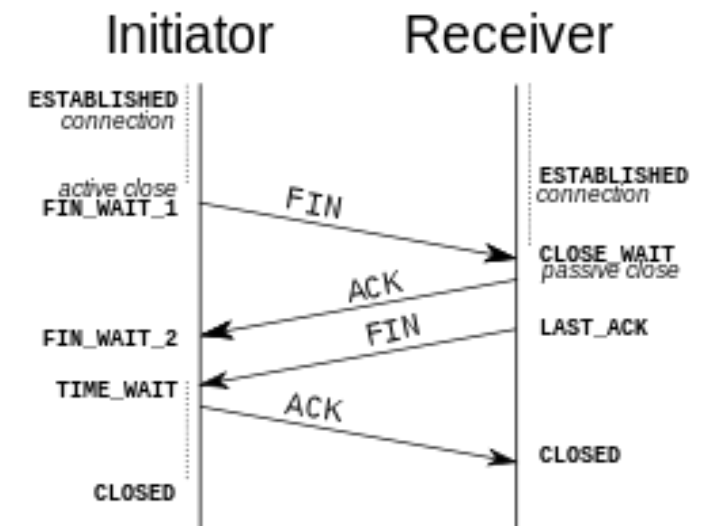 Initiator
Receiver
ESTABLISHED
connection
ESTABLISHED
connection
active close
FIN_WAIT_1
FIN
CLOSE_WAIT
passive close
ACK
FIN_WAIT_2
FIN
LAST_ACK
TIME_WAIT
ACK
CLOSED
CLOSED